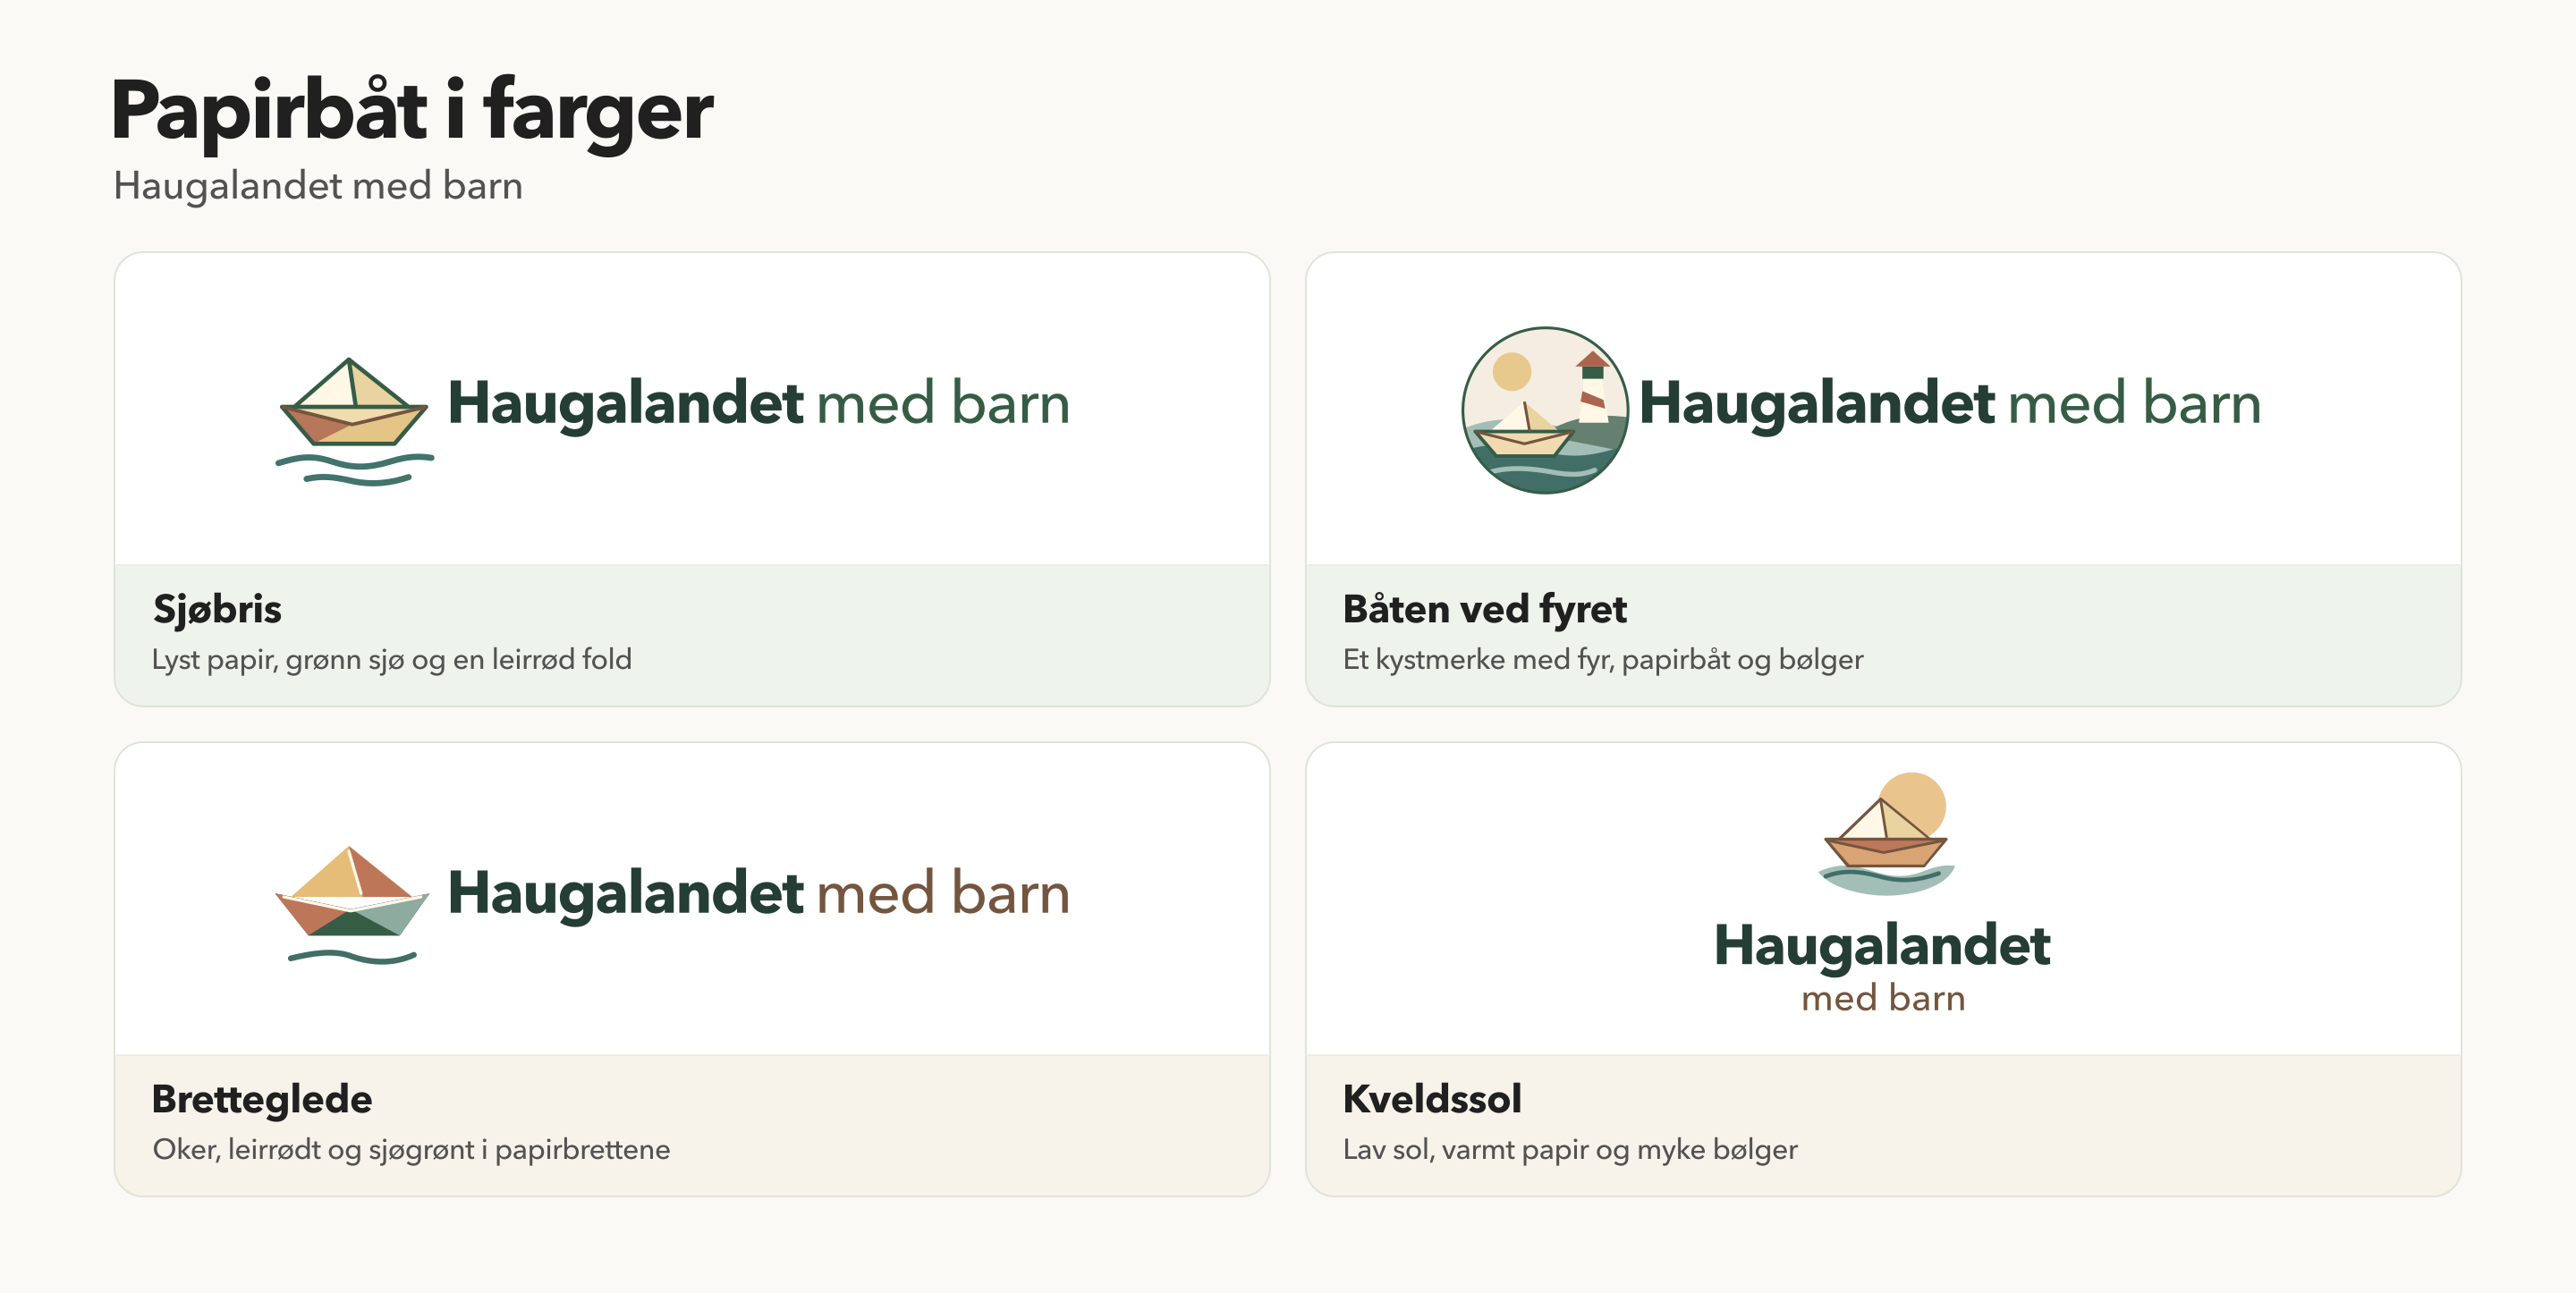 Papirbåt i farger
Haugalandet med barn
Haugalandet med barn
Sjøbris
Lyst papir, grønn sjø og en leirrød fold
Haugalandet med barn
Båten ved fyret
Et kystmerke med fyr, papirbåt og bølger
Haugalandet med barn
Bretteglede
Oker, leirrødt og sjøgrønt i papirbrettene
Haugalandet
med barn
Kveldssol
Lav sol, varmt papir og myke bølger